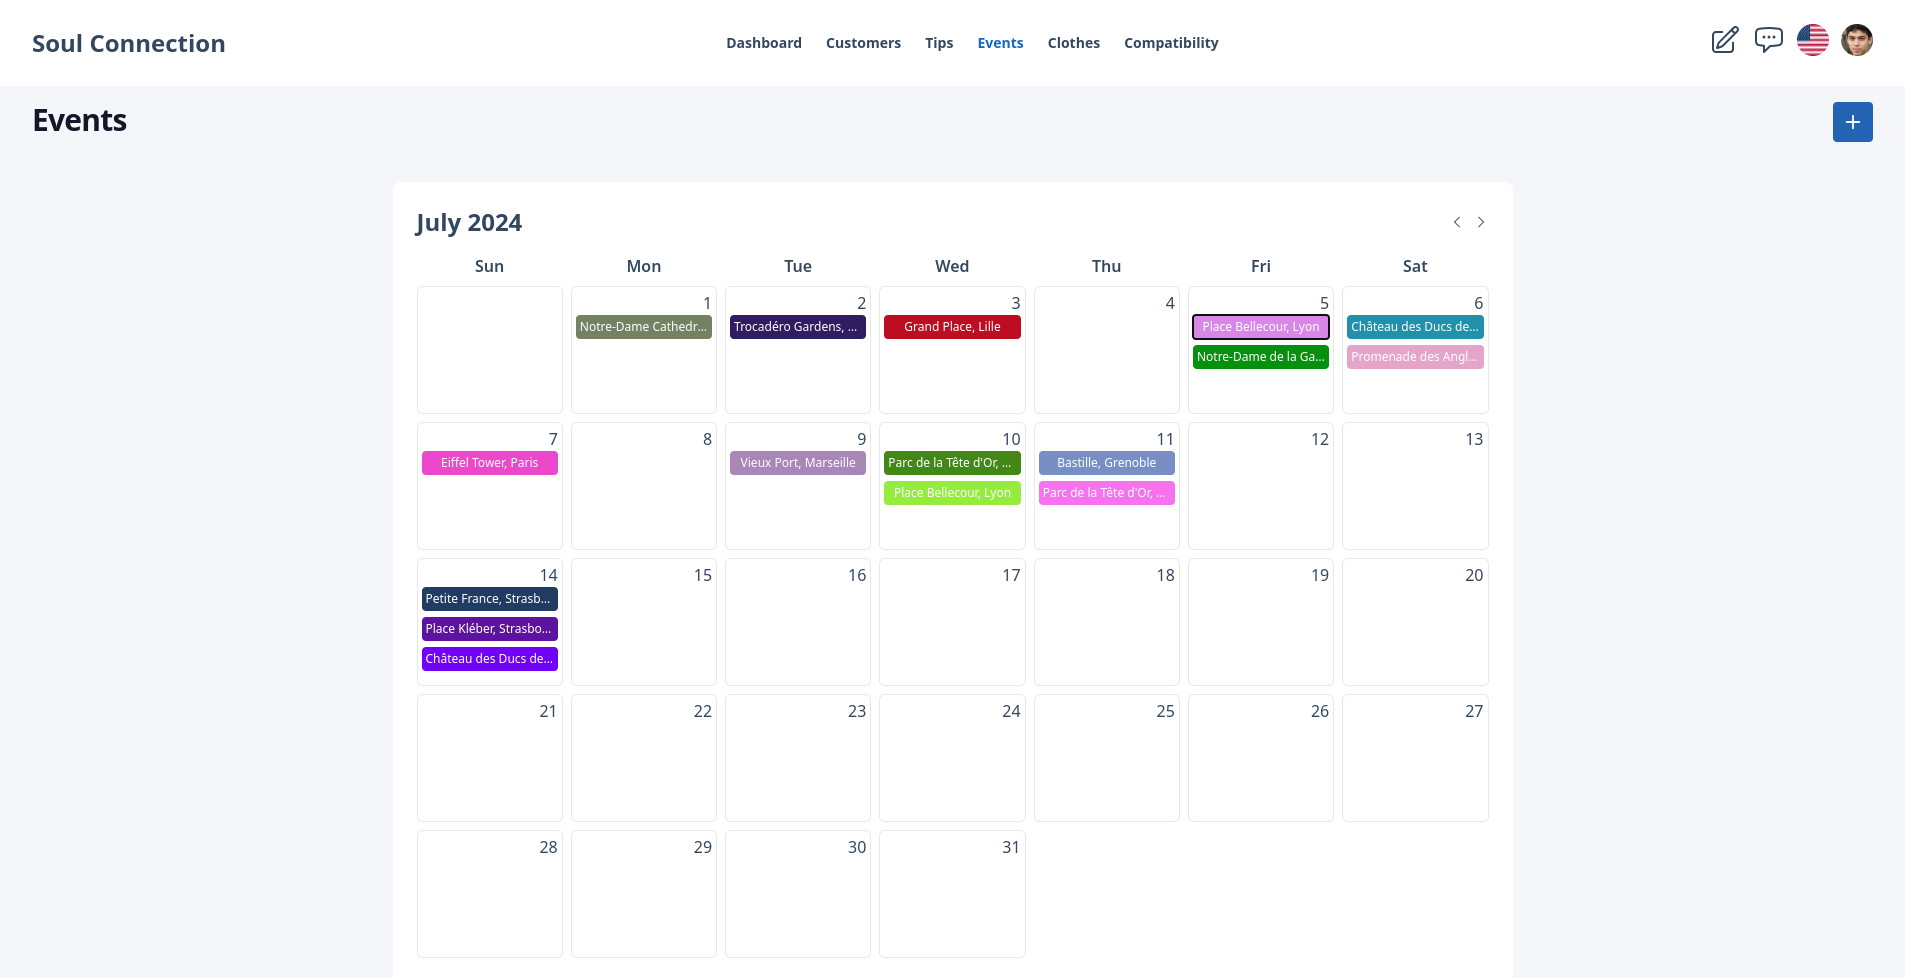 Soul Connection
Dashboard Customers Tips Events Clothes Compatibility
Events
July 2024
Sun Mon Tue Wed Thu Fri Sat
1 2 3 4 5 6
Notre-Dame Cathedr... Trocadéro Gardens, ... Grand Place, Lille Place Bellecour, Lyon Château des Ducs de...
Notre-Dame de la Ga... Promenade des Angl...
7 8 9 10 11 12 13
Eiffel Tower, Paris Vieux Port, Marseille Parc de la Tête d'Or, ... Bastille, Grenoble
Place Bellecour, Lyon Parc de la Tête d'Or, ...
14 15 16 17 18 19 20
Petite France, Strasb...
Place Kléber, Strasbo...
Château des Ducs de...
21 22 23 24 25 26 27
28 29 30 31